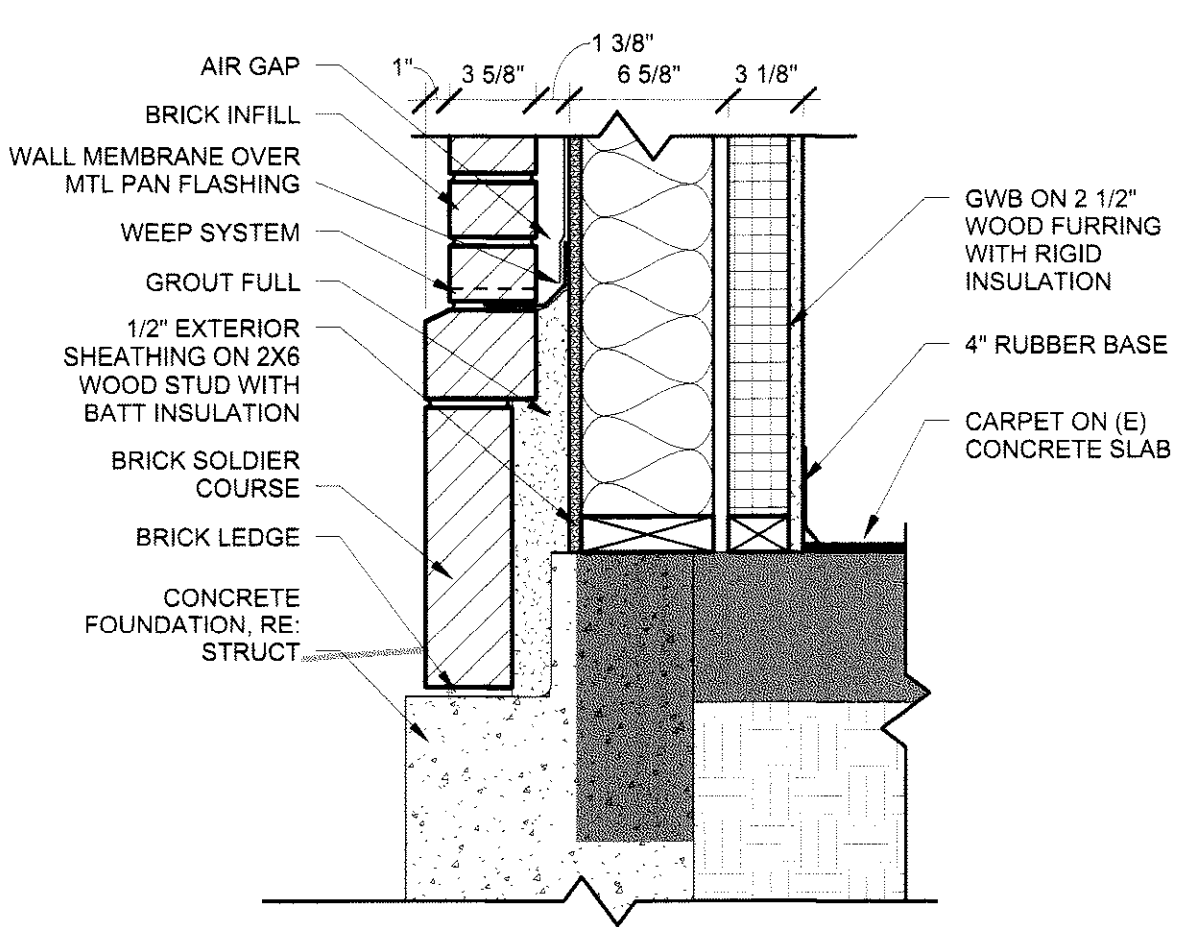 1 3/8"
1"
3 5/8"
6 5/8"
3 1/8"
AIR GAP
BRICK INFILL
WALL MEMBRANE OVER
MTL PAN FLASHING
WEEP SYSTEM
GROUT FULL
1/2" EXTERIOR
SHEATHING ON 2X6
WOOD STUD WITH
BATT INSULATION
BRICK SOLDIER
COURSE
BRICK LEDGE
CONCRETE
FOUNDATION, RE:
STRUCT
GWB ON 2 1/2"
WOOD FURRING
WITH RIGID
INSULATION
4" RUBBER BASE
CARPET ON (E)
CONCRETE SLAB